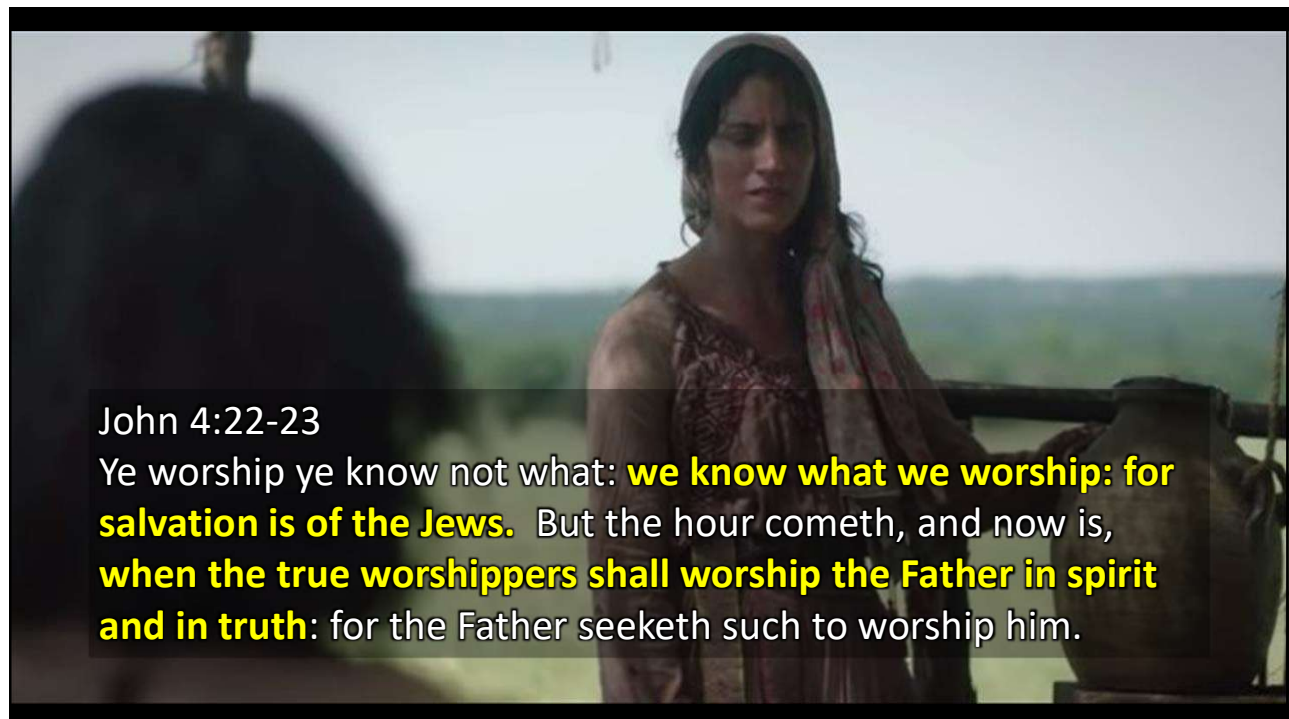 John 4:22-23
Ye worship ye know not what: we know what we worship: for
salvation is of the Jews.  But the hour cometh, and now is,
when the true worshippers shall worship the Father in spirit
and in truth: for the Father seeketh such to worship him.